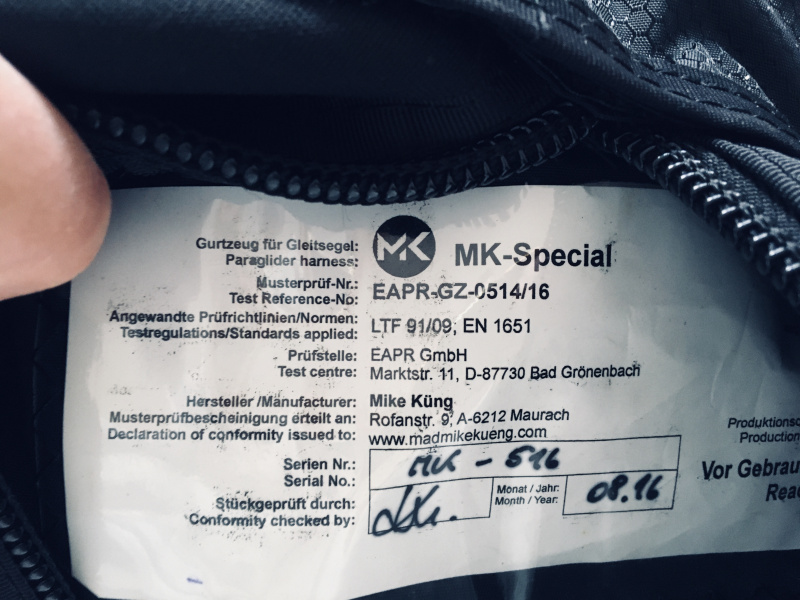 Gurtzeug für Gleitsegel:
Paraglider harness:
MK MK-Special
Musterprüf-Nr.:
Test Reference-No:
EAPR-GZ-0514/16
Angewandte Prüfrichtlinien/Normen:
Testregulations/Standards applied:
LTF 91/09; EN 1651
Prüfstelle: EAPR GmbH
Test centre: Marktstr. 11, D-87730 Bad Grönenbach
Hersteller /Manufacturer: Mike Küng
Musterprüfbescheinigung erteilt an: Rofanstr. 9, A-6212 Maurach
Declaration of conformity issued to: www.madmikekueng.com
Serien Nr.:
Serial No.:
MK - 516
Stückgeprüft durch:
Conformity checked by:
Monat / Jahr:
Month / Year:
08.16
Vor